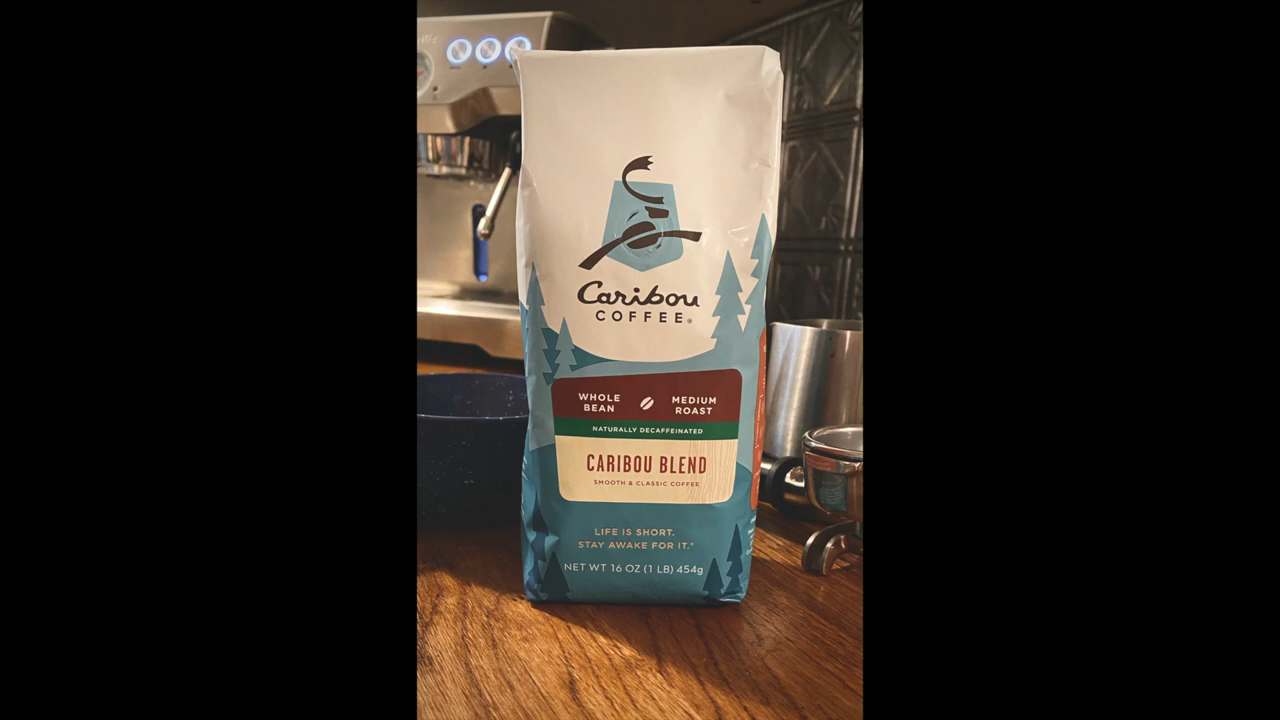 Caribou
COFFEE®
WHOLE BEAN
MEDIUM ROAST
NATURALLY DECAFFEINATED
CARIBOU BLEND
SMOOTH & CLASSIC COFFEE
LIFE IS SHORT.
STAY AWAKE FOR IT.®
NET WT 16 OZ (1 LB) 454g